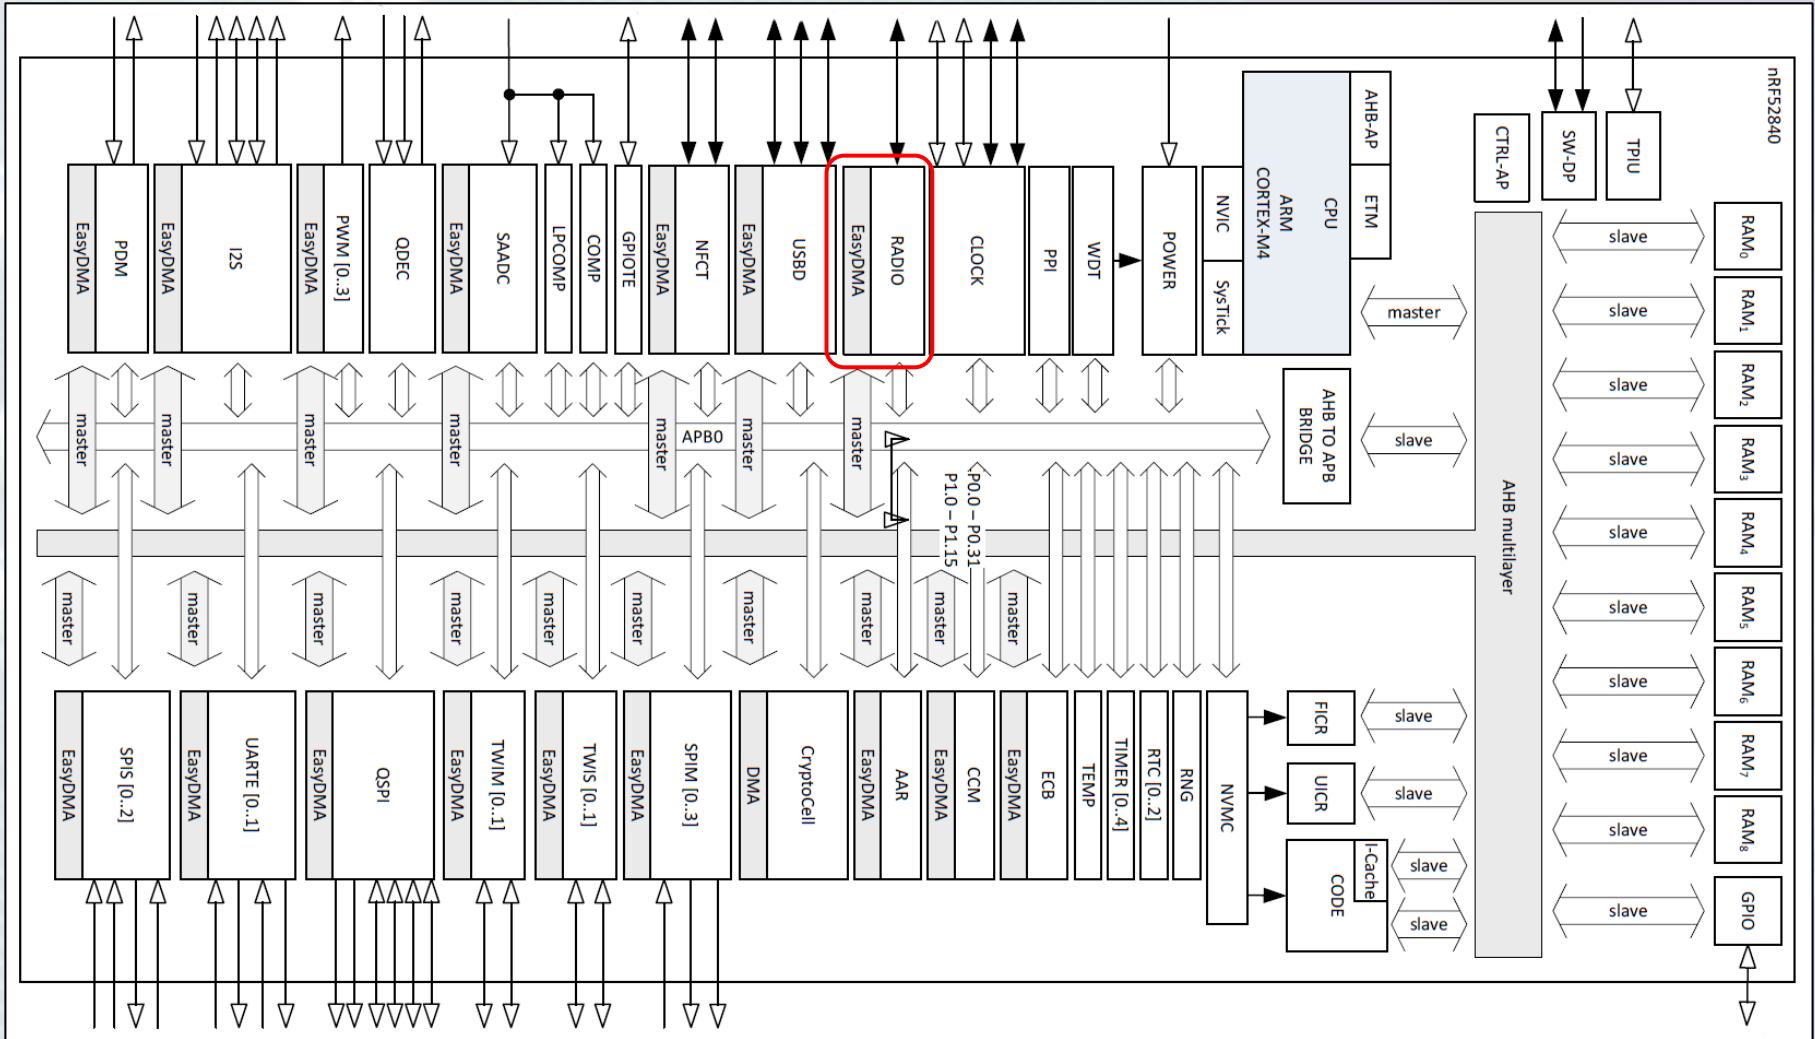 nRF52840
TPIU
SW-DP
CTRL-AP
AHB-AP
ETM
CPU
ARM
CORTEX-M4
NVIC
SysTick
POWER
WDT
PPI
CLOCK
RADIO
EasyDMA
USBD
EasyDMA
NFCT
EasyDMA
GPIOTE
COMP
LPCOMP
SAADC
EasyDMA
QDEC
PWM [0..3]
EasyDMA
I2S
EasyDMA
PDM
EasyDMA
RAM0
slave
RAM1
slave
RAM2
slave
RAM3
slave
RAM4
slave
RAM5
slave
RAM6
slave
RAM7
slave
RAM8
slave
GPIO
slave
master
AHB TO APB
BRIDGE
slave
AHB multilayer
master
master
master
master
master
master
master
APB0
P0.0 – P0.31
P1.0 – P1.15
master
master
master
master
master
master
master
master
master
master
SPIS [0..2]
EasyDMA
UARTE [0..1]
EasyDMA
QSPI
EasyDMA
TWIM [0..1]
EasyDMA
TWIS [0..1]
EasyDMA
SPIM [0..3]
EasyDMA
CryptoCell
DMA
AAR
EasyDMA
CCM
EasyDMA
ECB
EasyDMA
TEMP
TIMER [0..4]
RTC [0..2]
RNG
NVMC
FICR
slave
UICR
slave
CODE
I-Cache
slave
slave